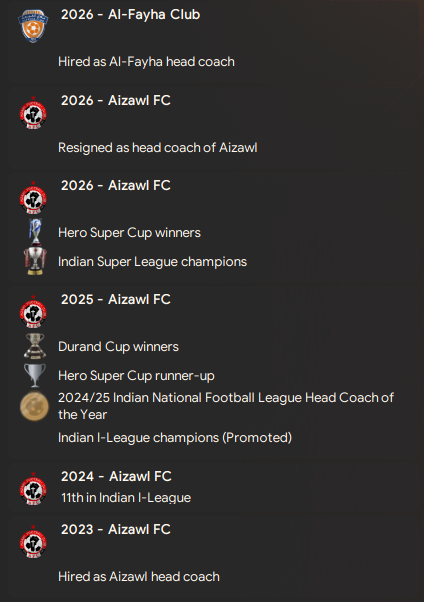 2026 - Al-Fayha Club
Hired as Al-Fayha head coach
2026 - Aizawl FC
Resigned as head coach of Aizawl
2026 - Aizawl FC
Hero Super Cup winners
Indian Super League champions
2025 - Aizawl FC
Durand Cup winners
Hero Super Cup runner-up
2024/25 Indian National Football League Head Coach of
the Year
Indian I-League champions (Promoted)
2024 - Aizawl FC
11th in Indian I-League
2023 - Aizawl FC
Hired as Aizawl head coach